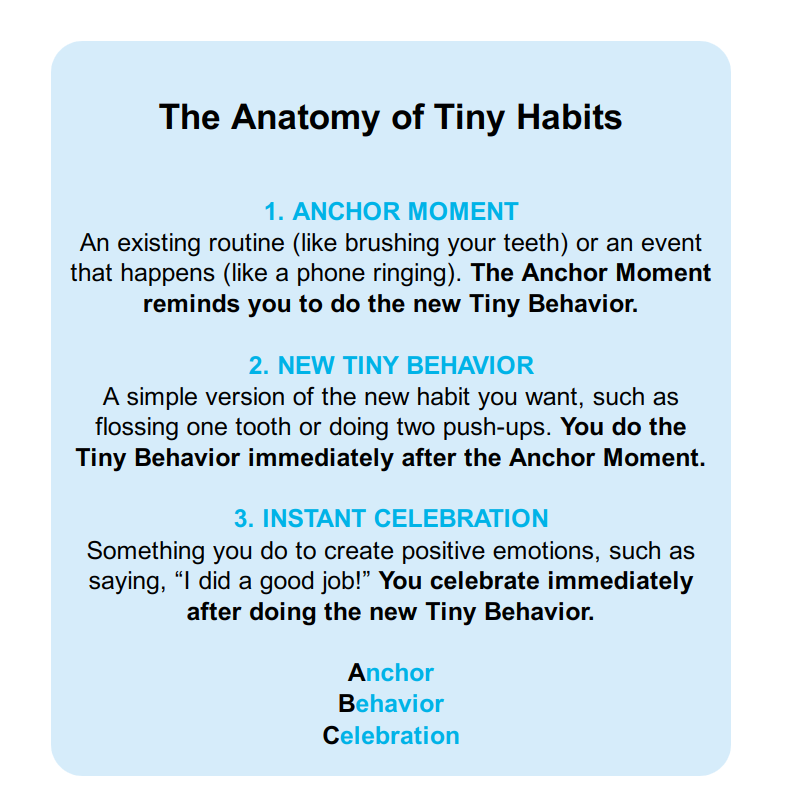 The Anatomy of Tiny Habits
1. ANCHOR MOMENT
An existing routine (like brushing your teeth) or an event
that happens (like a phone ringing). The Anchor Moment
reminds you to do the new Tiny Behavior.
2. NEW TINY BEHAVIOR
A simple version of the new habit you want, such as
flossing one tooth or doing two push-ups. You do the
Tiny Behavior immediately after the Anchor Moment.
3. INSTANT CELEBRATION
Something you do to create positive emotions, such as
saying, “I did a good job!” You celebrate immediately
after doing the new Tiny Behavior.
Anchor
Behavior
Celebration